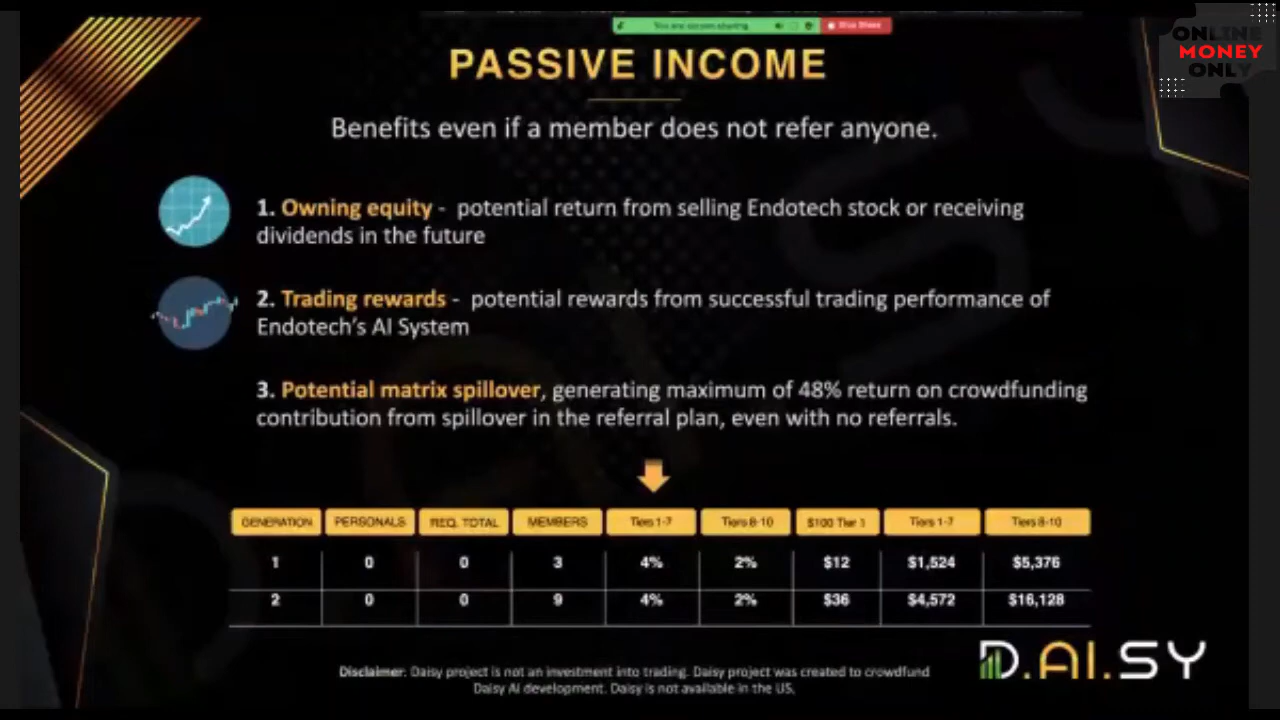 You are screen sharing Stop Share
ONLINE
MONEY
ONLY
PASSIVE INCOME
Benefits even if a member does not refer anyone.
1. Owning equity - potential return from selling Endotech stock or receiving
dividends in the future
2. Trading rewards - potential rewards from successful trading performance of
Endotech's AI System
3. Potential matrix spillover, generating maximum of 48% return on crowdfunding
contribution from spillover in the referral plan, even with no referrals.
GENERATION PERSONALS REQ. TOTAL MEMBERS Tiers 1-7 Tiers 8-10 $100 Tier 1 Tiers 1-7 Tiers 8-10
1 0 0 3 4% 2% $12 $1,524 $5,376
2 0 0 9 4% 2% $36 $4,572 $16,128
Disclaimer: Daisy project is not an investment into trading. Daisy project was created to crowdfund
Daisy AI development. Daisy is not available in the US.
D.AI.SY